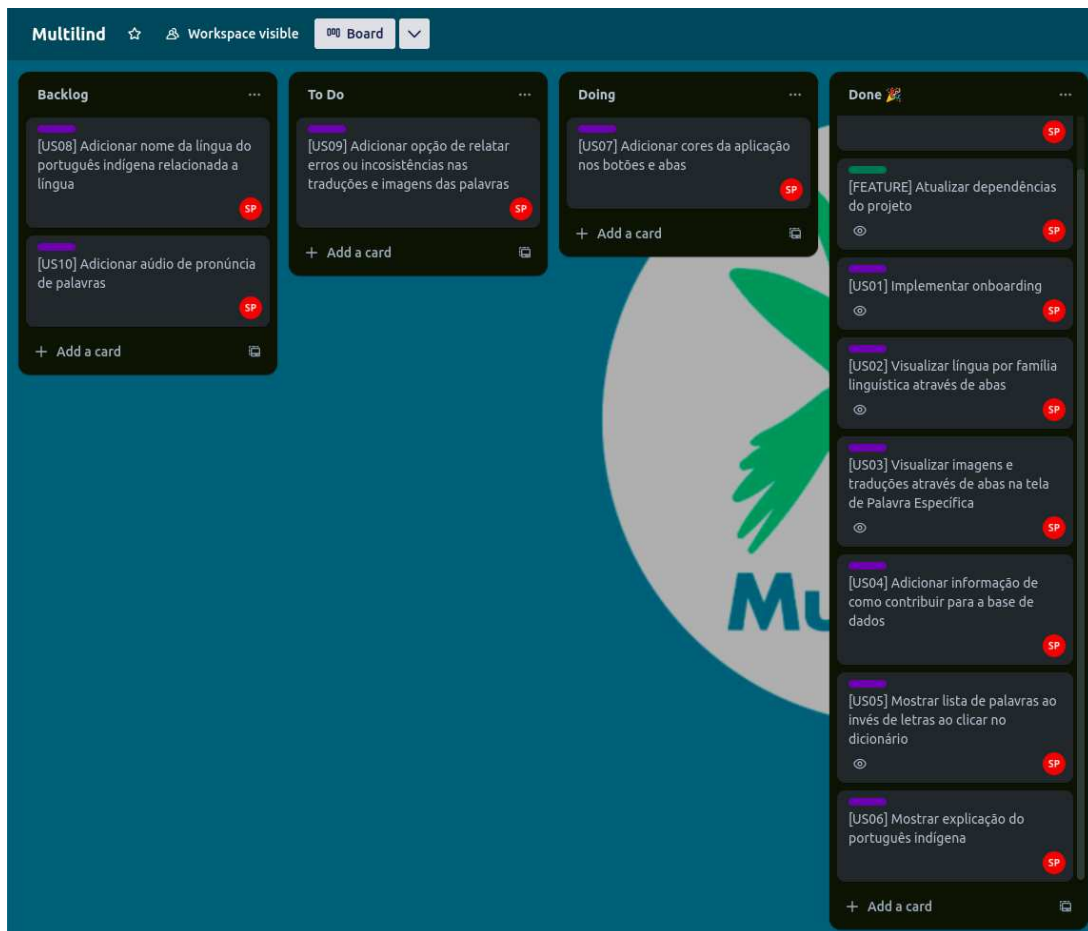 Multilind
Workspace visible
Board
Backlog
[US08] Adicionar nome da língua do
português indígena relacionada a
língua
SP
[US10] Adicionar aúdio de pronúncia
de palavras
SP
+ Add a card
To Do
[US09] Adicionar opção de relatar
erros ou incosistências nas
traduções e imagens das palavras
SP
+ Add a card
Doing
[US07] Adicionar cores da aplicação
nos botões e abas
SP
+ Add a card
Done 🎉
SP
[FEATURE] Atualizar dependências
do projeto
SP
[US01] Implementar onboarding
SP
[US02] Visualizar língua por família
linguística através de abas
SP
[US03] Visualizar imagens e
traduções através de abas na tela
de Palavra Específica
SP
[US04] Adicionar informação de
como contribuir para a base de
dados
SP
[US05] Mostrar lista de palavras ao
invés de letras ao clicar no
dicionário
SP
[US06] Mostrar explicação do
português indígena
SP
+ Add a card
Mu